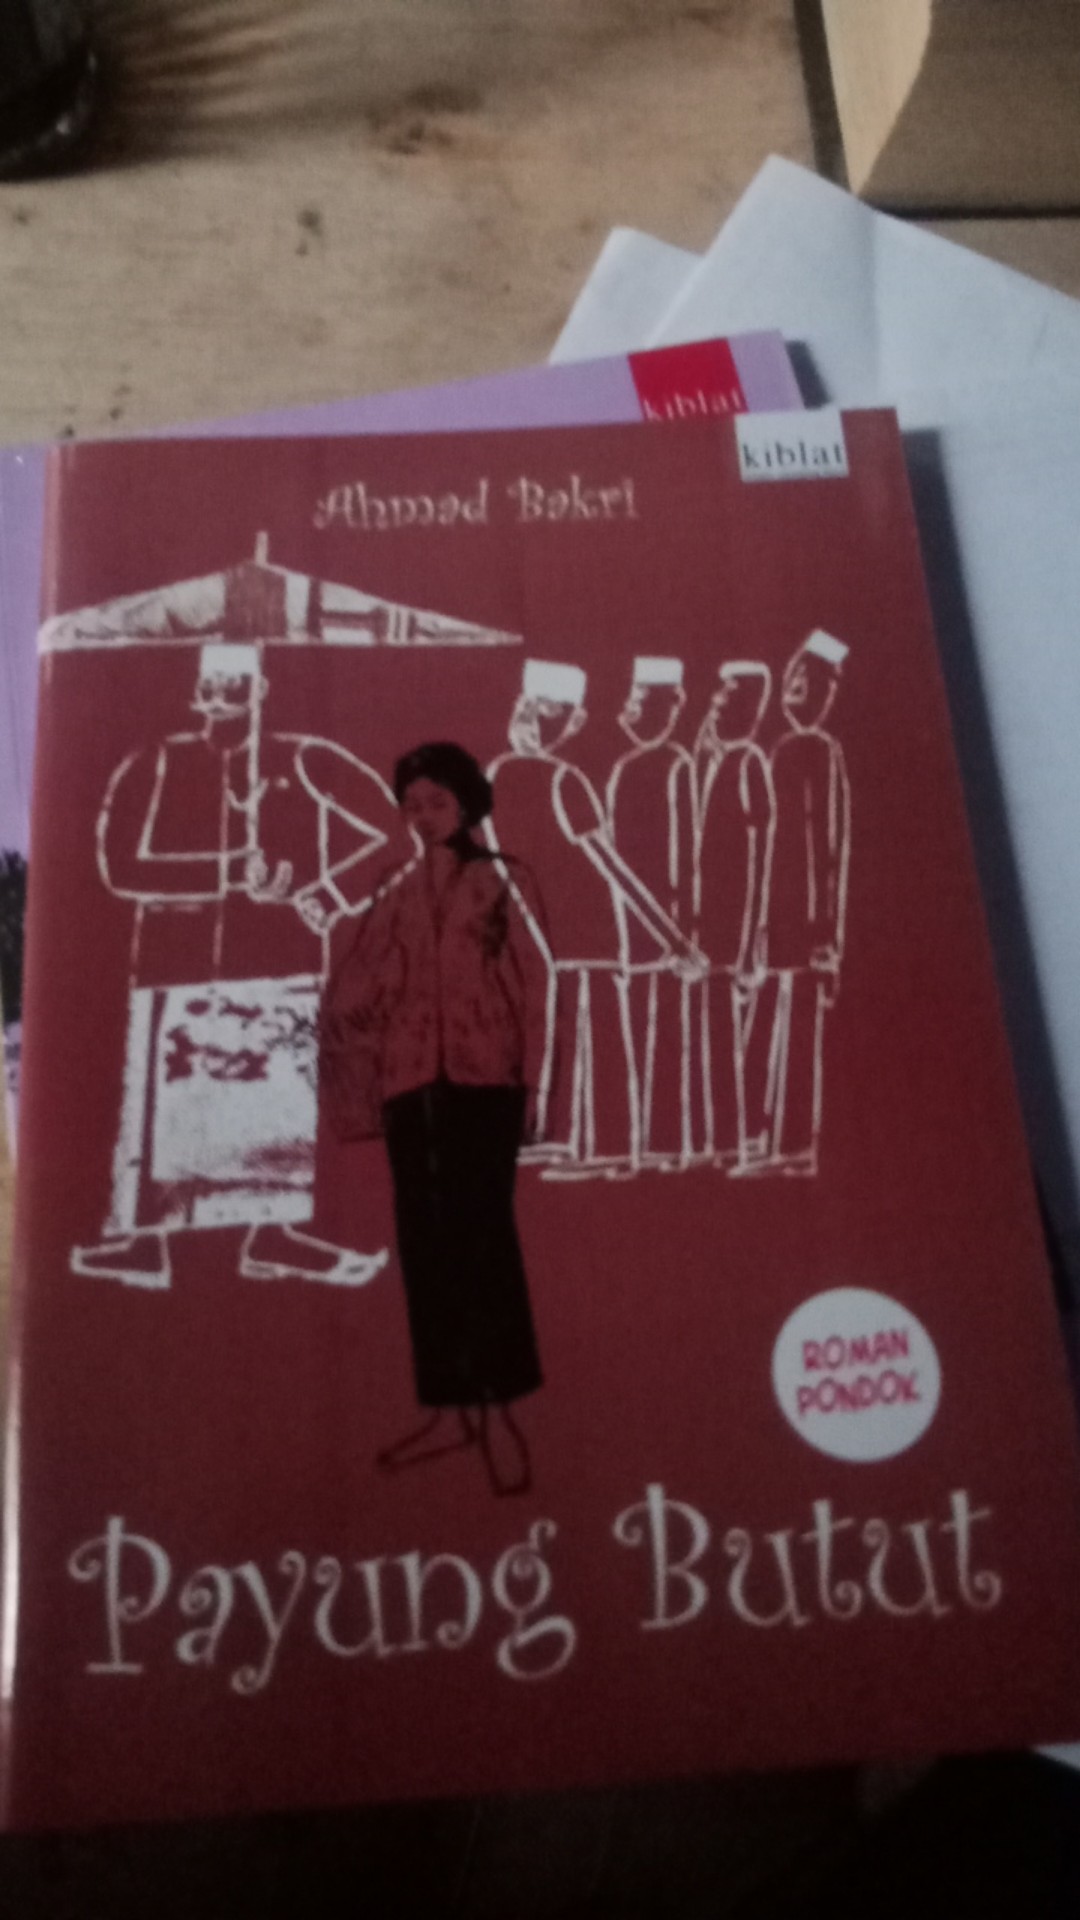 kiblat
kiblat
Ahmad Bakri
ROMAN
PONDOK
Payung Butut